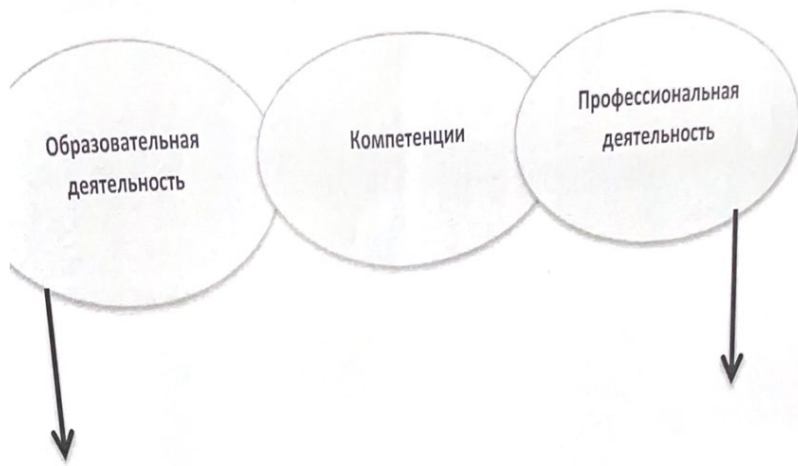 Образовательная
деятельность
Компетенции
Профессиональная
деятельность